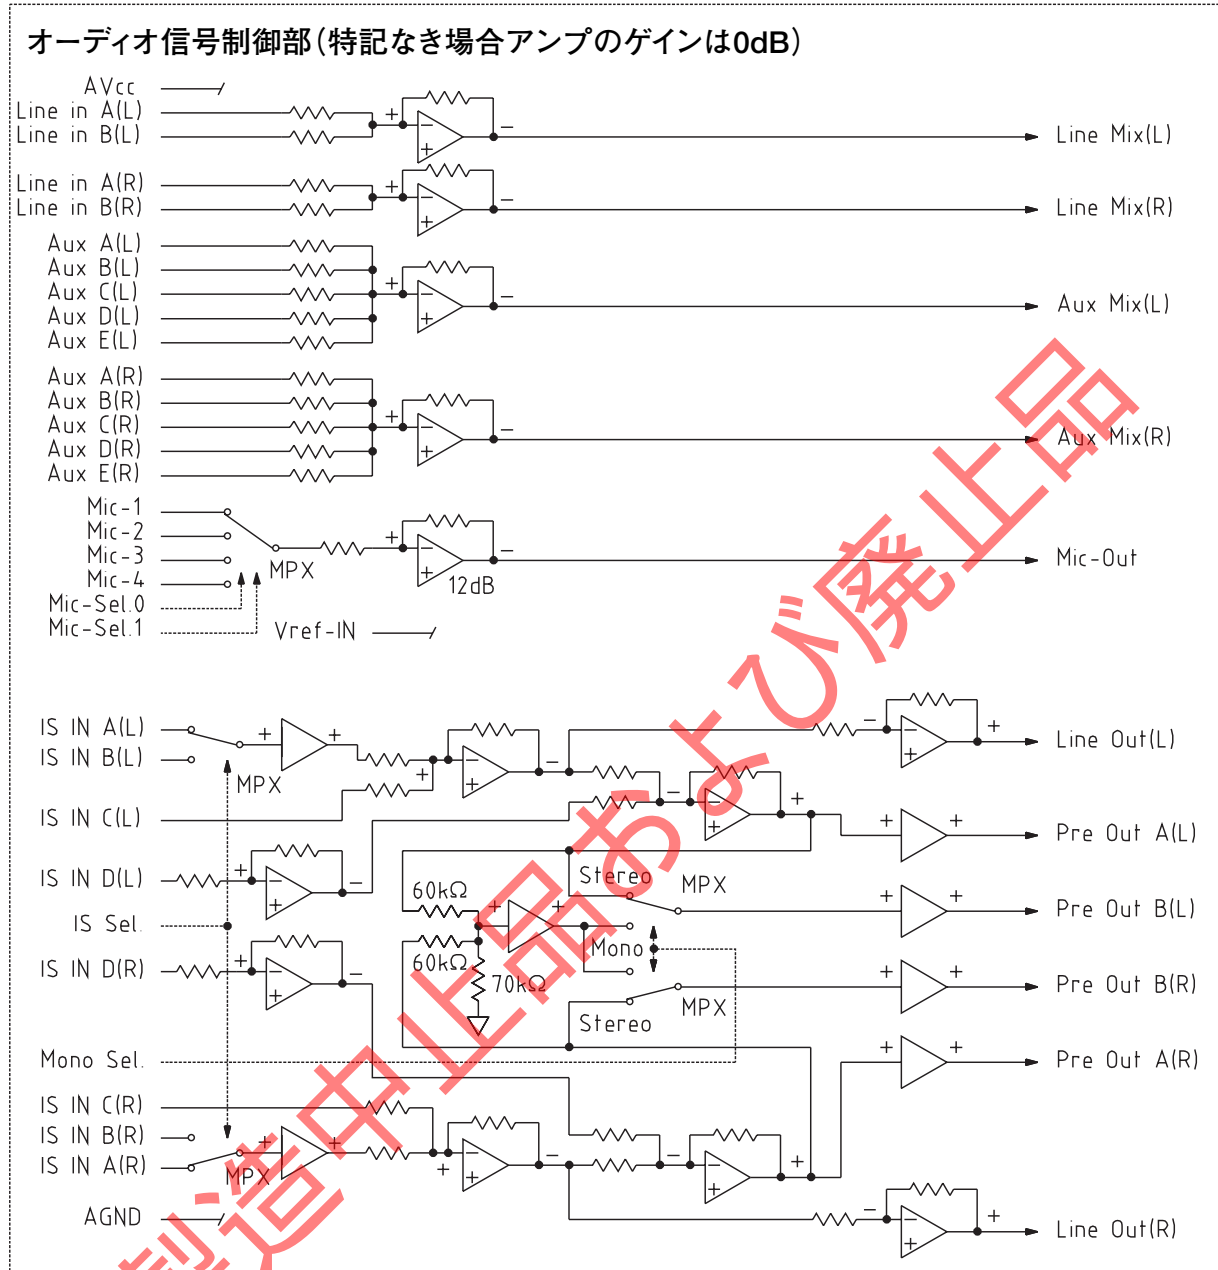 オーディオ信号制御部(特記なき場合アンプのゲインは0dB)
AVcc
Line in A(L)
Line in B(L)
Line Mix(L)
Line in A(R)
Line in B(R)
Line Mix(R)
Aux A(L)
Aux B(L)
Aux C(L)
Aux D(L)
Aux E(L)
Aux Mix(L)
Aux A(R)
Aux B(R)
Aux C(R)
Aux D(R)
Aux E(R)
Aux Mix(R)
Mic-1
Mic-2
Mic-3
Mic-4
MPX
12dB
Mic-Out
Mic-Sel.0
Mic-Sel.1
Vref-IN
IS IN A(L)
IS IN B(L)
MPX
Line Out(L)
IS IN C(L)
Pre Out A(L)
IS IN D(L)
Stereo
MPX
60kΩ
Pre Out B(L)
IS Sel.
Mono
60kΩ
IS IN D(R)
70kΩ
Pre Out B(R)
MPX
Stereo
Mono Sel.
Pre Out A(R)
IS IN C(R)
IS IN B(R)
IS IN A(R)
MPX
AGND
Line Out(R)
製造中止品および廃止品